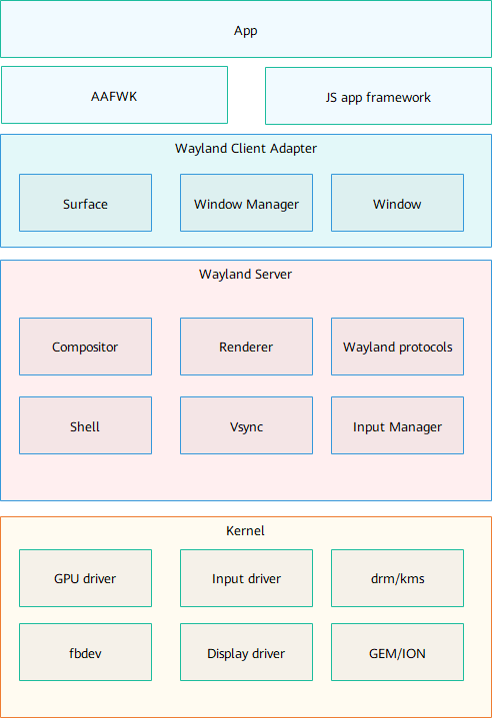 App
AAFWK
JS app framework
Wayland Client Adapter
Surface
Window Manager
Window
Wayland Server
Compositor
Renderer
Wayland protocols
Shell
Vsync
Input Manager
Kernel
GPU driver
Input driver
drm/kms
fbdev
Display driver
GEM/ION